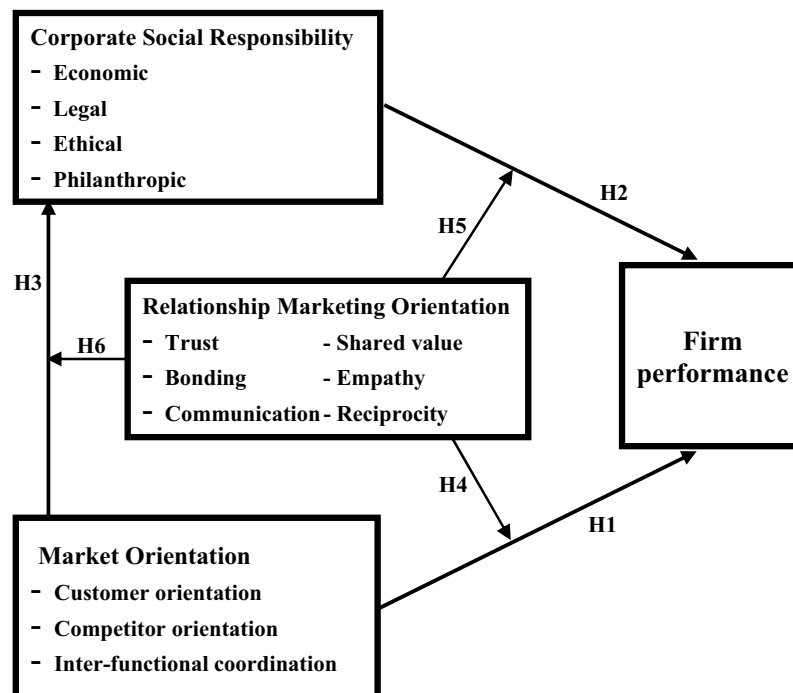 Corporate Social Responsibility
- Economic
- Legal
- Ethical
- Philanthropic
H2
H5
H3
Relationship Marketing Orientation
- Trust - Shared value
- Bonding - Empathy
- Communication - Reciprocity
H6
Firm
performance
H4
H1
Market Orientation
- Customer orientation
- Competitor orientation
- Inter-functional coordination